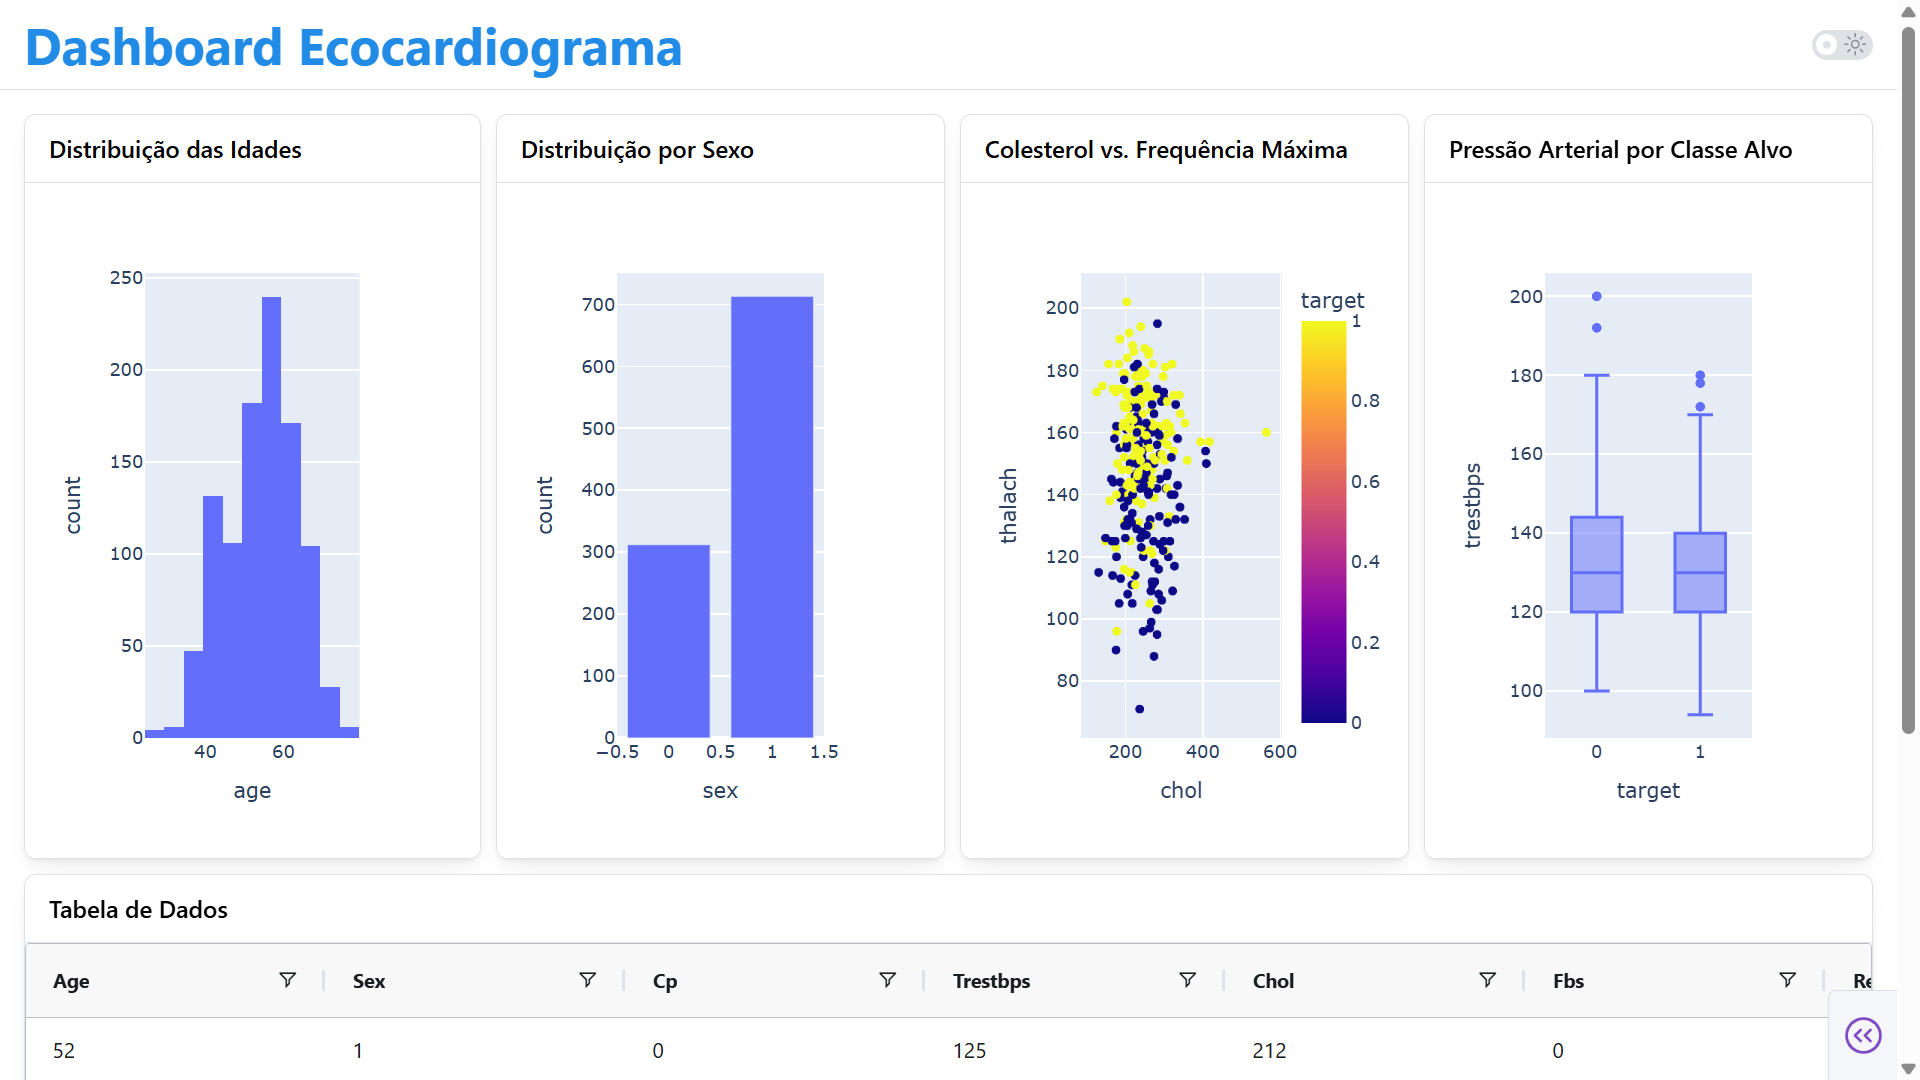 Dashboard Ecocardiograma
Distribuição das Idades
250
200
150
100
50
0
40 60
count
age
Distribuição por Sexo
700
600
500
400
300
200
100
0
−0.5 0 0.5 1 1.5
count
sex
Colesterol vs. Frequência Máxima
200
180
160
140
120
100
80
200 400 600
thalach
chol
target
1
0.8
0.6
0.4
0.2
0
Pressão Arterial por Classe Alvo
200
180
160
140
120
100
0 1
trestbps
target
Tabela de Dados
Age Sex Cp Trestbps Chol Fbs Re
52 1 0 125 212 0